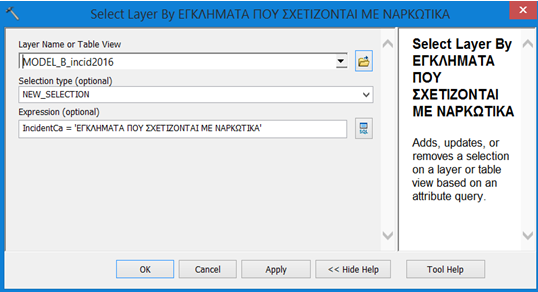 Select Layer By ΕΓΚΛΗΜΑΤΑ ΠΟΥ ΣΧΕΤΙΖΟΝΤΑΙ ΜΕ ΝΑΡΚΩΤΙΚΑ
Layer Name or Table View
MODEL_B_incid2016
Selection type (optional)
NEW_SELECTION
Expression (optional)
IncidentCa = 'ΕΓΚΛΗΜΑΤΑ ΠΟΥ ΣΧΕΤΙΖΟΝΤΑΙ ΜΕ ΝΑΡΚΩΤΙΚΑ'
SQL
Select Layer By
ΕΓΚΛΗΜΑΤΑ
ΠΟΥ
ΣΧΕΤΙΖΟΝΤΑΙ
ΜΕ ΝΑΡΚΩΤΙΚΑ
Adds, updates, or
removes a selection
on a layer or table
view based on an
attribute query.
OK
Cancel
Apply
<< Hide Help
Tool Help